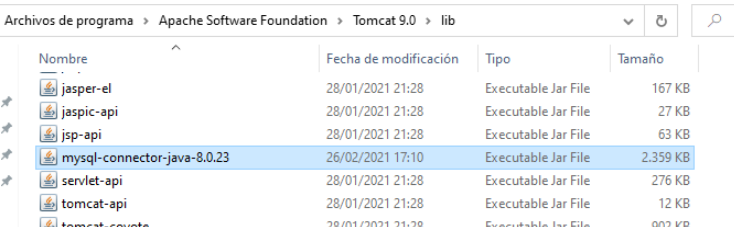 Archivos de programa > Apache Software Foundation > Tomcat 9.0 > lib
Nombre Fecha de modificación Tipo Tamaño
jasper-el 28/01/2021 21:28 Executable Jar File 167 KB
jaspic-api 28/01/2021 21:28 Executable Jar File 27 KB
jsp-api 28/01/2021 21:28 Executable Jar File 63 KB
mysql-connector-java-8.0.23 26/02/2021 17:10 Executable Jar File 2.359 KB
servlet-api 28/01/2021 21:28 Executable Jar File 276 KB
tomcat-api 28/01/2021 21:28 Executable Jar File 12 KB
tomcat-coyote 28/01/2021 21:28 Executable Jar File 902 KB